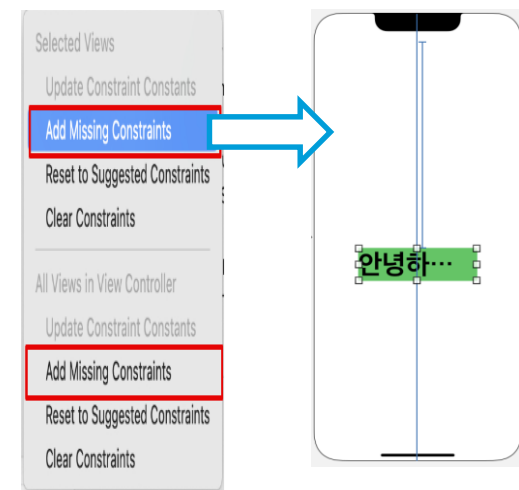 Selected Views
Update Constraint Constants
Add Missing Constraints
Reset to Suggested Constraints
Clear Constraints
All Views in View Controller
Update Constraint Constants
Add Missing Constraints
Reset to Suggested Constraints
Clear Constraints
안녕하…